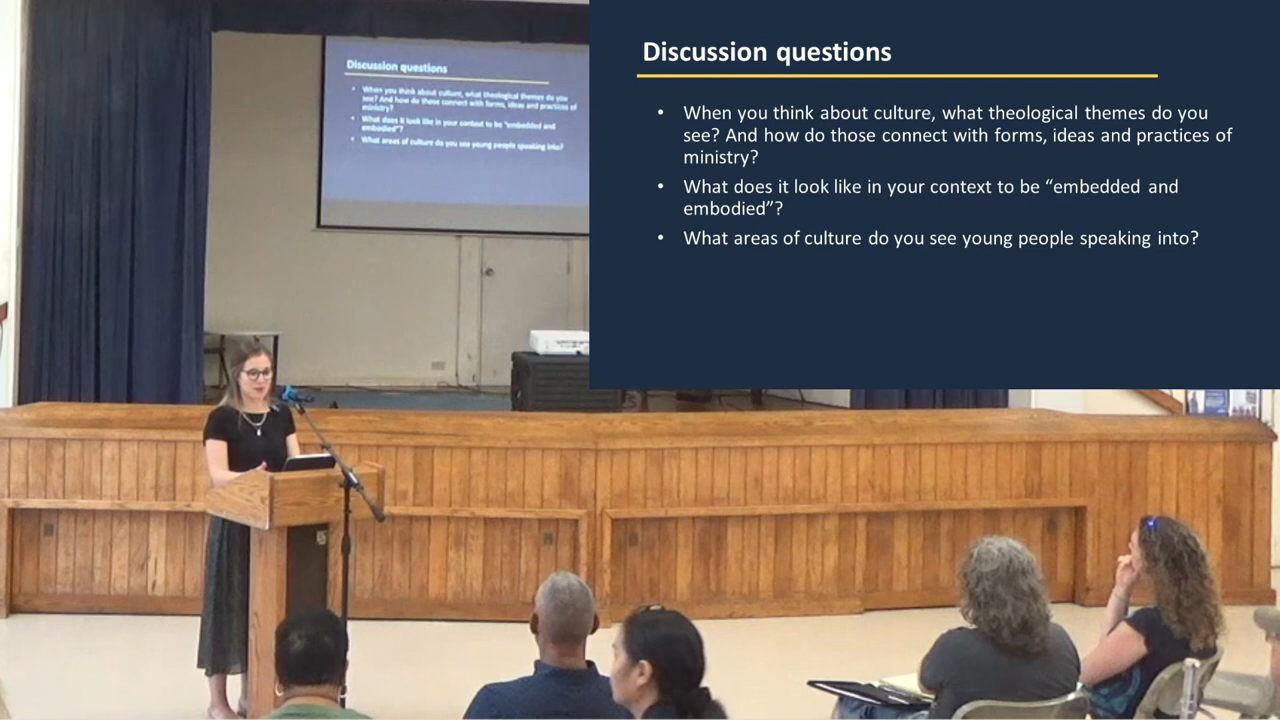 Discussion questions
• When you think about culture, what theological themes do you
see? And how do those connect with forms, ideas and practices of
ministry?
• What does it look like in your context to be “embedded and
embodied”?
• What areas of culture do you see young people speaking into?
Discussion questions
• When you think about culture, what theological themes do you
see? And how do those connect with forms, ideas and practices of
ministry?
• What does it look like in your context to be "embedded and
embodied"?
• What areas of culture do you see young people speaking into?